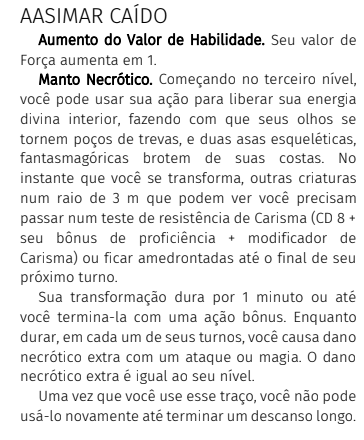 AASIMAR CAÍDO
Aumento do Valor de Habilidade. Seu valor de
Força aumenta em 1.
Manto Necrótico. Começando no terceiro nível,
você pode usar sua ação para liberar sua energia
divina interior, fazendo com que seus olhos se
tornem poços de trevas, e duas asas esqueléticas,
fantasmagóricas brotem de suas costas. No
instante que você se transforma, outras criaturas
num raio de 3 m que podem ver você precisam
passar num teste de resistência de Carisma (CD 8 +
seu bônus de proficiência + modificador de
Carisma) ou ficar amedrontadas até o final de seu
próximo turno.
Sua transformação dura por 1 minuto ou até
você termina-la com uma ação bônus. Enquanto
durar, em cada um de seus turnos, você causa dano
necrótico extra com um ataque ou magia. O dano
necrótico extra é igual ao seu nível.
Uma vez que você use esse traço, você não pode
usá-lo novamente até terminar um descanso longo.